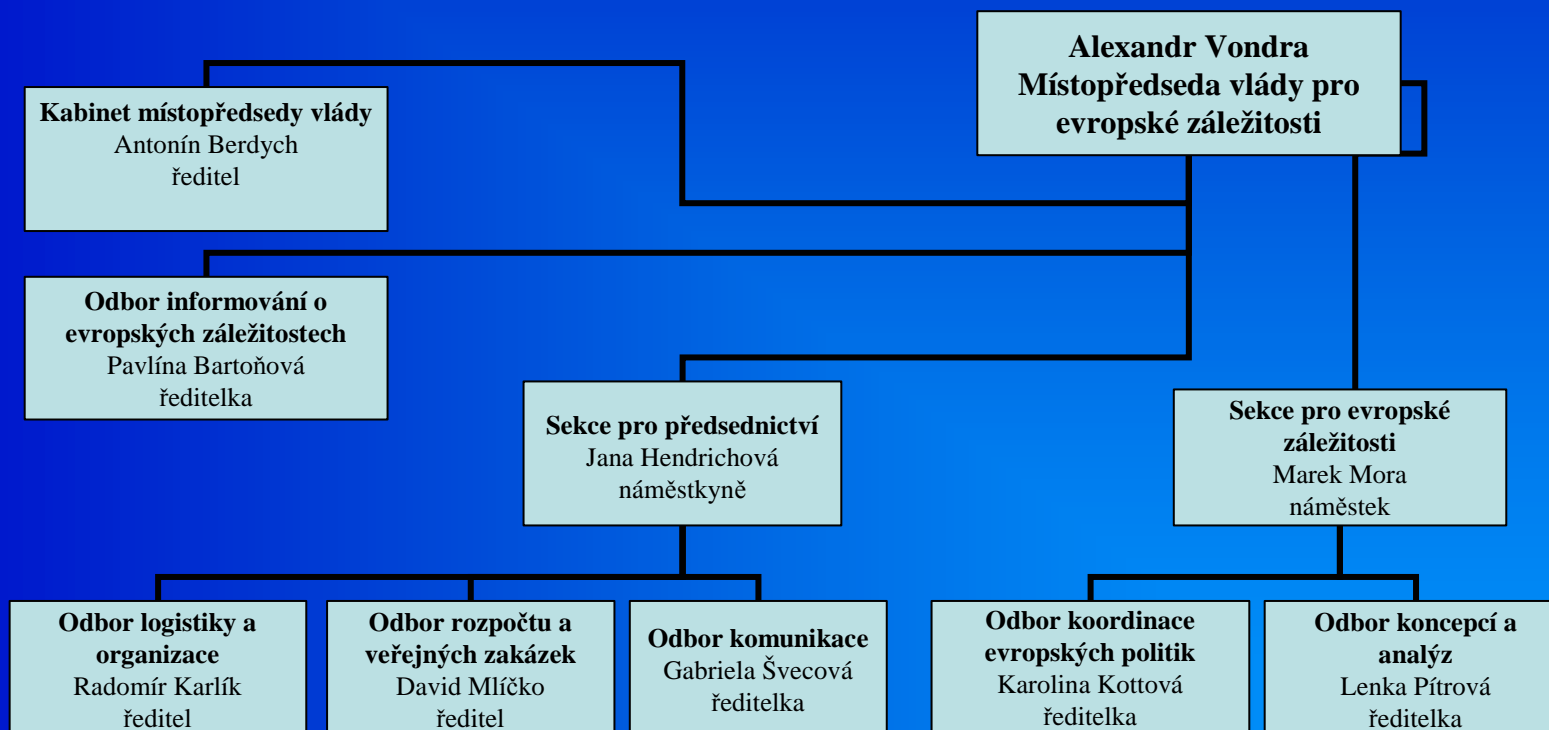 Alexandr Vondra
Místopředseda vlády pro
evropské záležitosti
Kabinet místopředsedy vlády
Antonín Berdych
ředitel
Odbor informování o
evropských záležitostech
Pavlína Bartoňová
ředitelka
Sekce pro předsednictví
Jana Hendrichová
náměstkyně
Sekce pro evropské
záležitosti
Marek Mora
náměstek
Odbor logistiky a
organizace
Radomír Karlík
ředitel
Odbor rozpočtu a
veřejných zakázek
David Mlíčko
ředitel
Odbor komunikace
Gabriela Švecová
ředitelka
Odbor koordinace
evropských politik
Karolina Kottová
ředitelka
Odbor koncepcí a
analýz
Lenka Pítrová
ředitelka